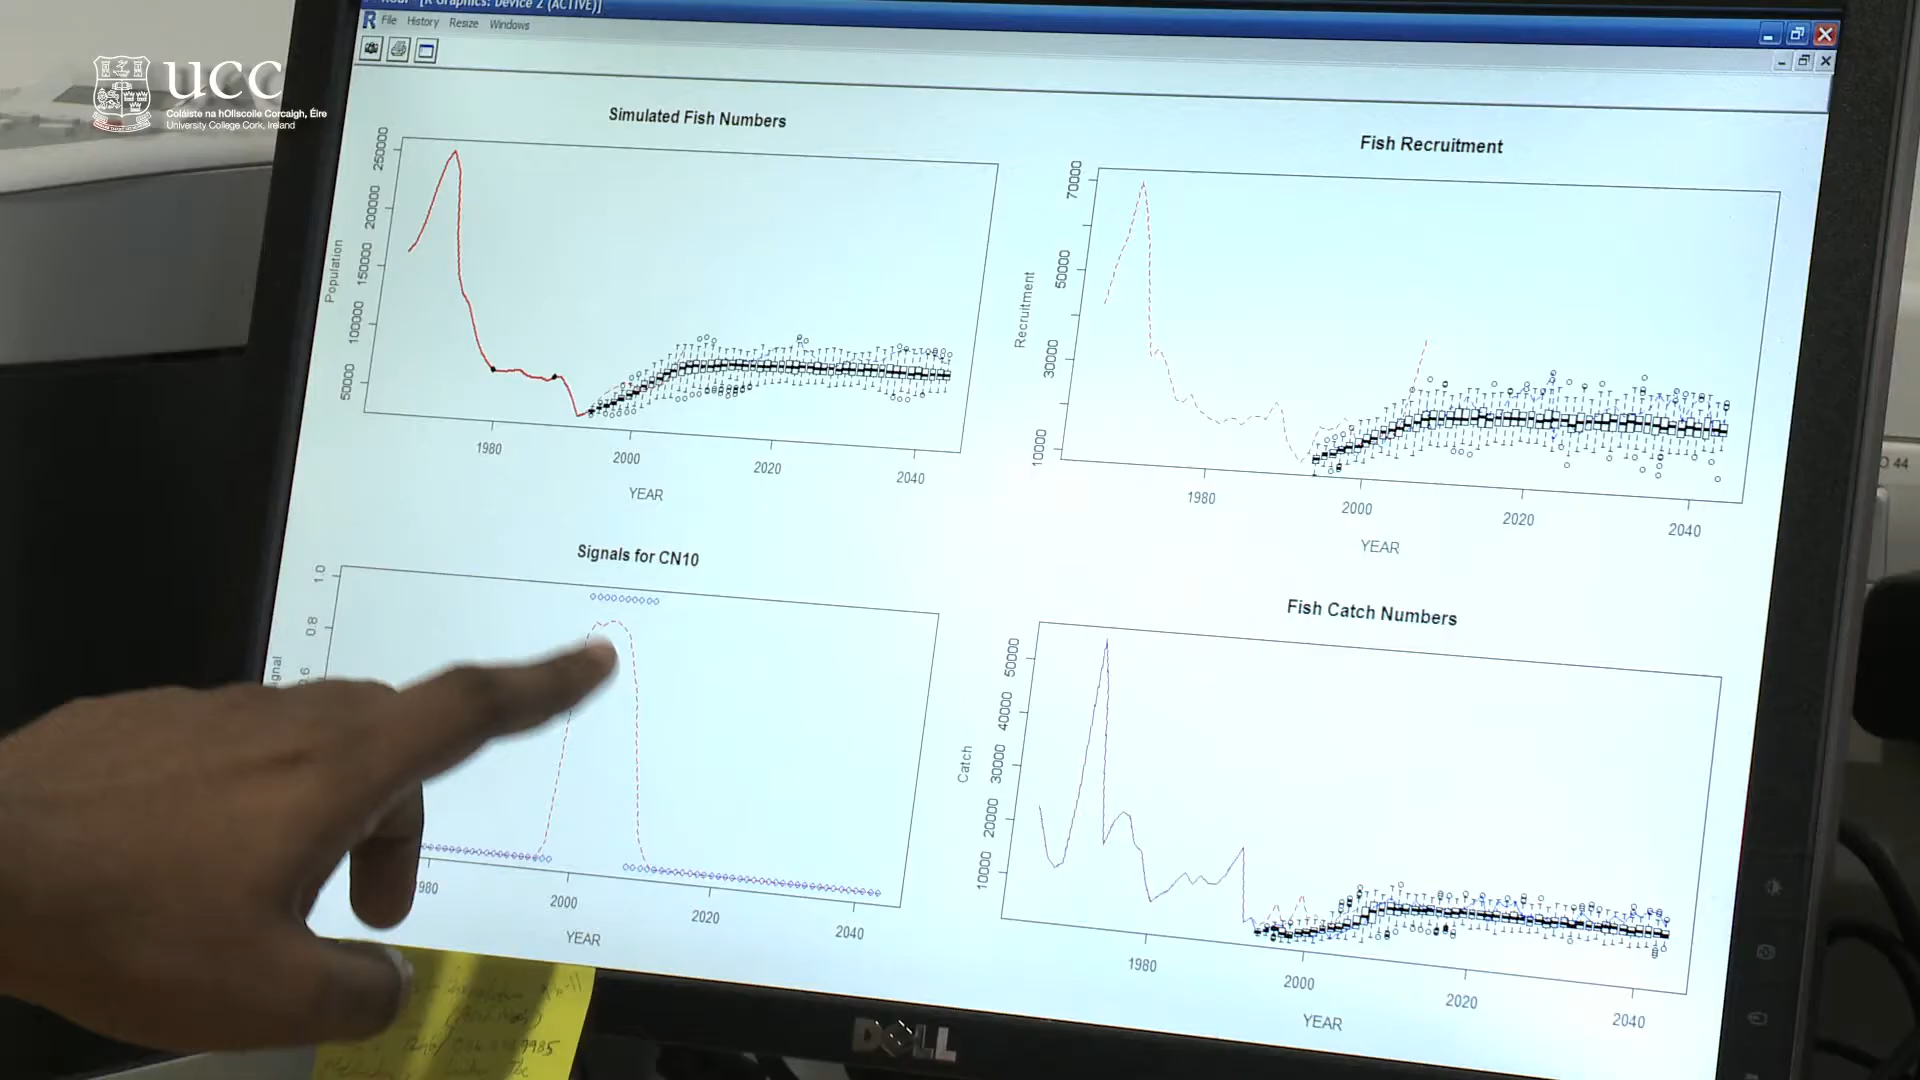 RGui - [R Graphics: Device 2 (ACTIVE)]
File History Resize Windows
UCC
Coláiste na hOllscoile Corcaigh, Éire
University College Cork, Ireland
Simulated Fish Numbers
Population
50000 100000 150000 200000 250000
1980 2000 2020 2040
YEAR
Fish Recruitment
Recruitment
10000 30000 50000 70000
1980 2000 2020 2040
YEAR
Signals for CN10
0.8 1.0
2000 2020 2040
YEAR
Fish Catch Numbers
Catch
10000 20000 30000 40000 50000
1980 2000 2020 2040
YEAR
DELL